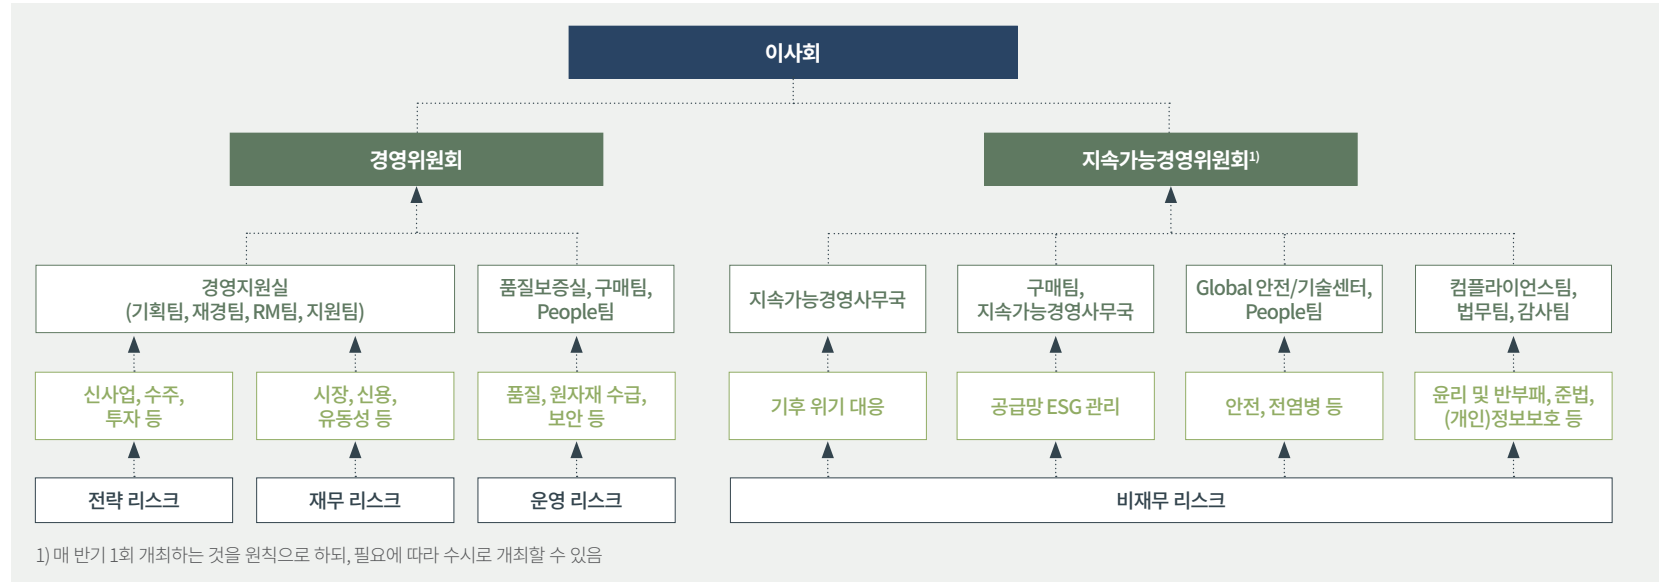 이사회
경영위원회
지속가능경영위원회1)
경영지원실
(기획팀, 재경팀, RM팀, 지원팀)
품질보증실, 구매팀,
People팀
지속가능경영사무국
구매팀,
지속가능경영사무국
Global 안전/기술센터,
People팀
컴플라이언스팀,
법무팀, 감사팀
신사업, 수주,
투자 등
시장, 신용,
유동성 등
품질, 원자재 수급,
보안 등
기후 위기 대응
공급망 ESG 관리
안전, 전염병 등
윤리 및 반부패, 준법,
(개인)정보보호 등
전략 리스크
재무 리스크
운영 리스크
비재무 리스크
1) 매 반기 1회 개최하는 것을 원칙으로 하되, 필요에 따라 수시로 개최할 수 있음